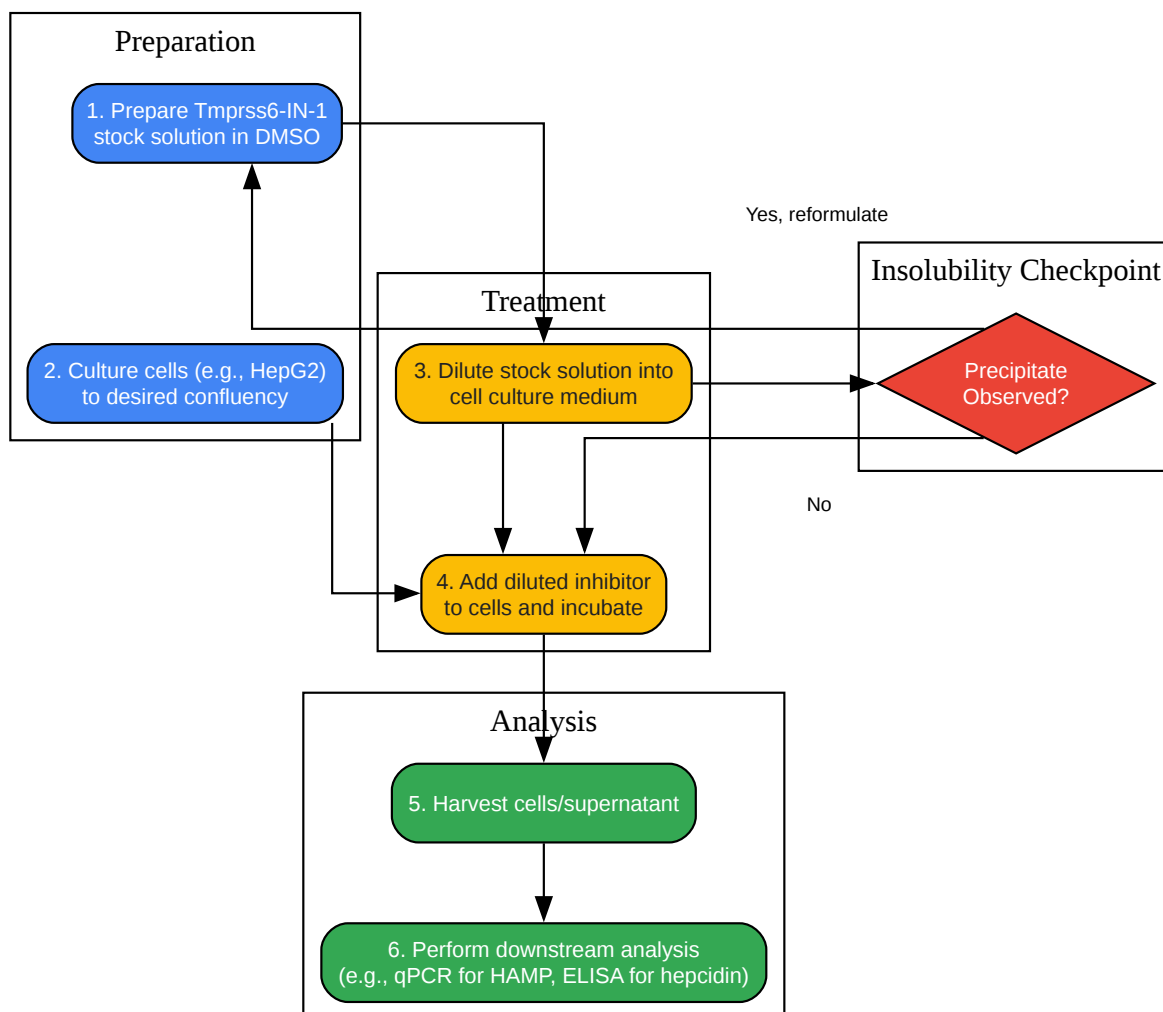 Preparation
1. Prepare Tmprss6-IN-1
stock solution in DMSO
2. Culture cells (e.g., HepG2)
to desired confluency
Yes, reformulate
Insolubility Checkpoint
Precipitate
Observed?
No
Treatment
3. Dilute stock solution into
cell culture medium
4. Add diluted inhibitor
to cells and incubate
Analysis
5. Harvest cells/supernatant
6. Perform downstream analysis
(e.g., qPCR for HAMP, ELISA for hepcidin)